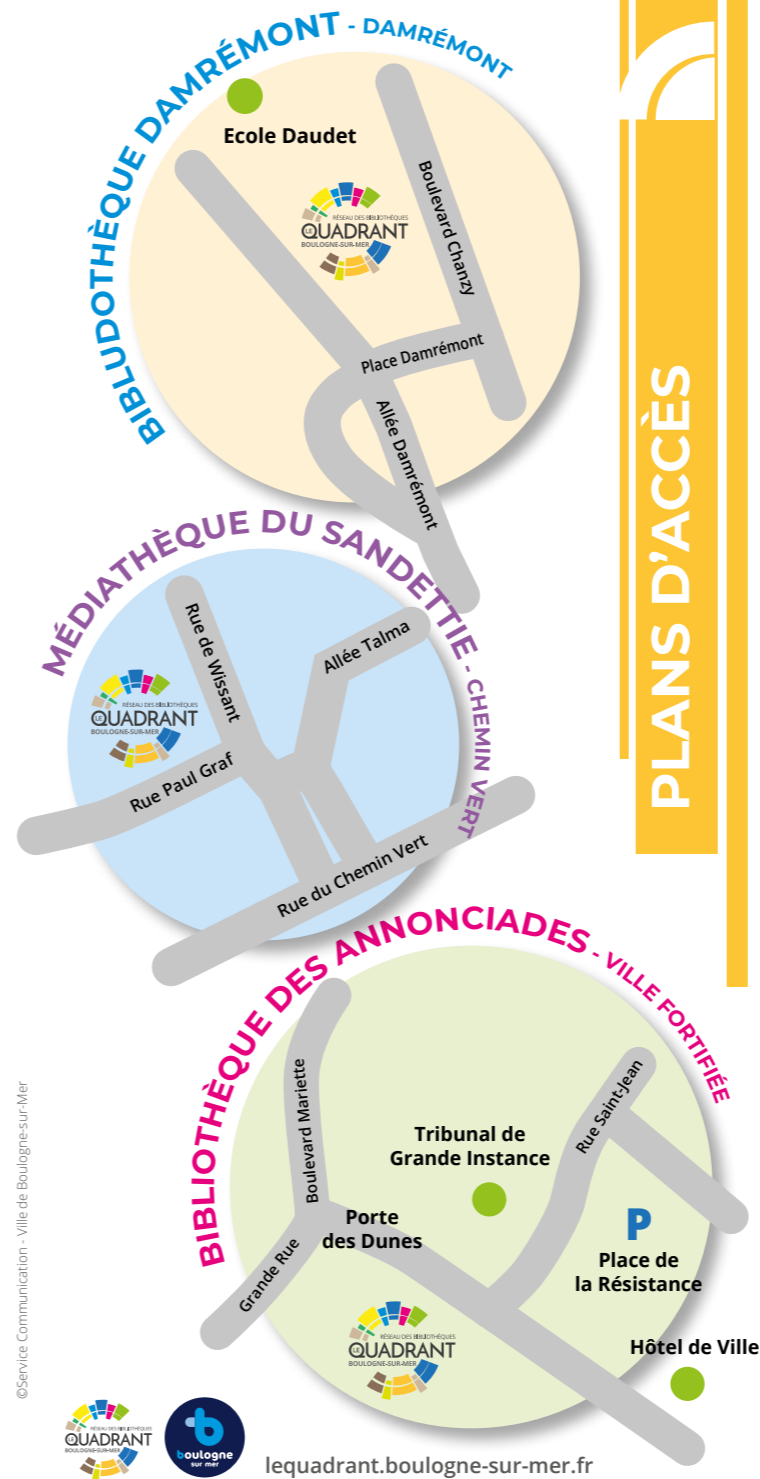 BIBLUDOTHÈQUE DAMRÉMONT - DAMRÉMONT
Ecole Daudet
Boulevard Chanzy
RÉSEAU DES BIBLIOTHÈQUES
LE QUADRANT
BOULOGNE-SUR-MER
Place Damrémont
Allée Damrémont
PLANS D'ACCÈS
MÉDIATHÈQUE DU SANDETTIE - CHEMIN VERT
Rue de Wissant
Allée Talma
RÉSEAU DES BIBLIOTHÈQUES
LE QUADRANT
BOULOGNE-SUR-MER
Rue Paul Graf
Rue du Chemin Vert
BIBLIOTHÈQUE DES ANNONCIADES - VILLE FORTIFIÉE
Boulevard Mariette
Rue Saint-Jean
Tribunal de
Grande Instance
Porte
des Dunes
P
Place de
la Résistance
Grande Rue
RÉSEAU DES BIBLIOTHÈQUES
LE QUADRANT
BOULOGNE-SUR-MER
Hôtel de Ville
©Service Communication - Ville de Boulogne-sur-Mer
RÉSEAU DES BIBLIOTHÈQUES
LE QUADRANT
BOULOGNE-SUR-MER
b
boulogne
sur mer
lequadrant.boulogne-sur-mer.fr